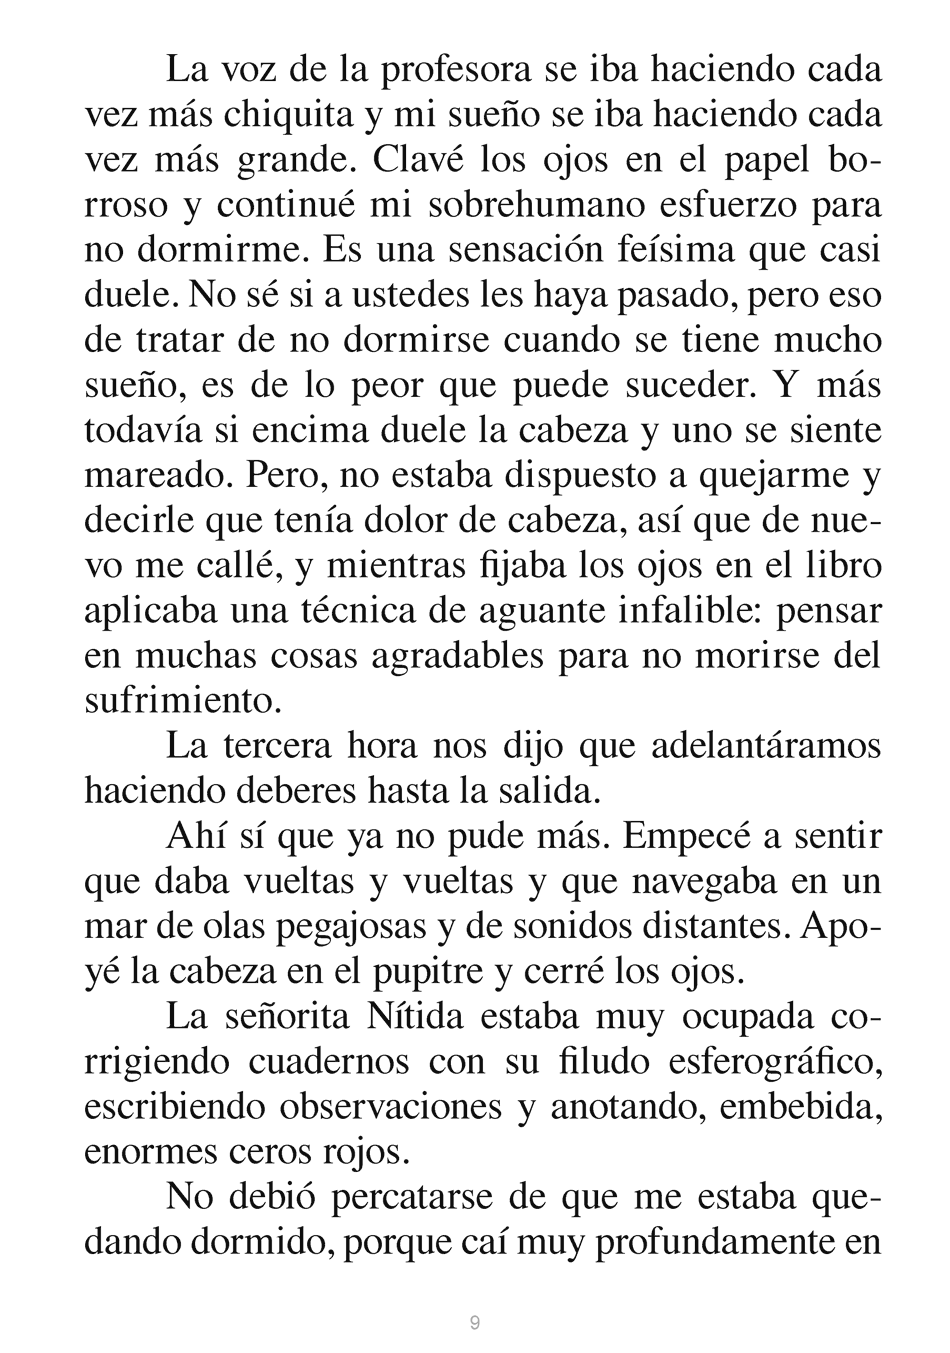 La voz de la profesora se iba haciendo cada
vez más chiquita y mi sueño se iba haciendo cada
vez más grande. Clavé los ojos en el papel bo-
rroso y continué mi sobrehumano esfuerzo para
no dormirme. Es una sensación feísima que casi
duele. No sé si a ustedes les haya pasado, pero eso
de tratar de no dormirse cuando se tiene mucho
sueño, es de lo peor que puede suceder. Y más
todavía si encima duele la cabeza y uno se siente
mareado. Pero, no estaba dispuesto a quejarme y
decirle que tenía dolor de cabeza, así que de nue-
vo me callé, y mientras fijaba los ojos en el libro
aplicaba una técnica de aguante infalible: pensar
en muchas cosas agradables para no morirse del
sufrimiento.
La tercera hora nos dijo que adelantáramos
haciendo deberes hasta la salida.
Ahí sí que ya no pude más. Empecé a sentir
que daba vueltas y vueltas y que navegaba en un
mar de olas pegajosas y de sonidos distantes. Apo-
yé la cabeza en el pupitre y cerré los ojos.
La señorita Nítida estaba muy ocupada co-
rrigiendo cuadernos con su filudo esferográfico,
escribiendo observaciones y anotando, embebida,
enormes ceros rojos.
No debió percatarse de que me estaba que-
dando dormido, porque caí muy profundamente en
9